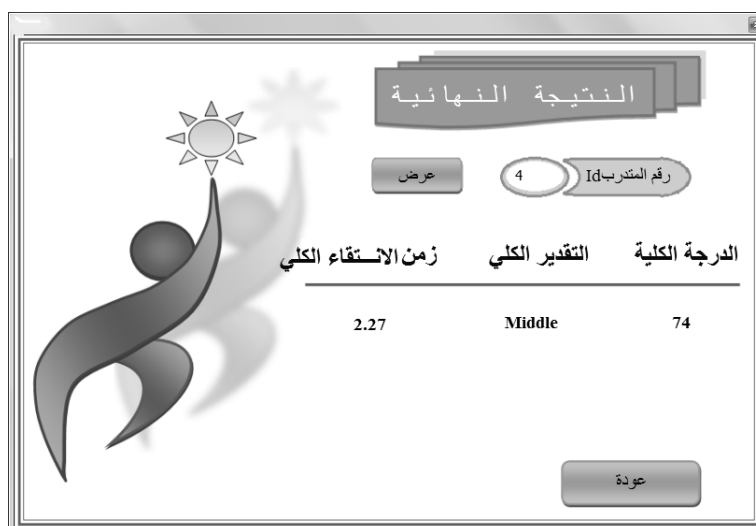 النتيجة النهائية
رقم المتدربId 4 عرض
الدرجة الكلية التقدير الكلي زمن الانتقاء الكلي
74 Middle 2.27
عودة